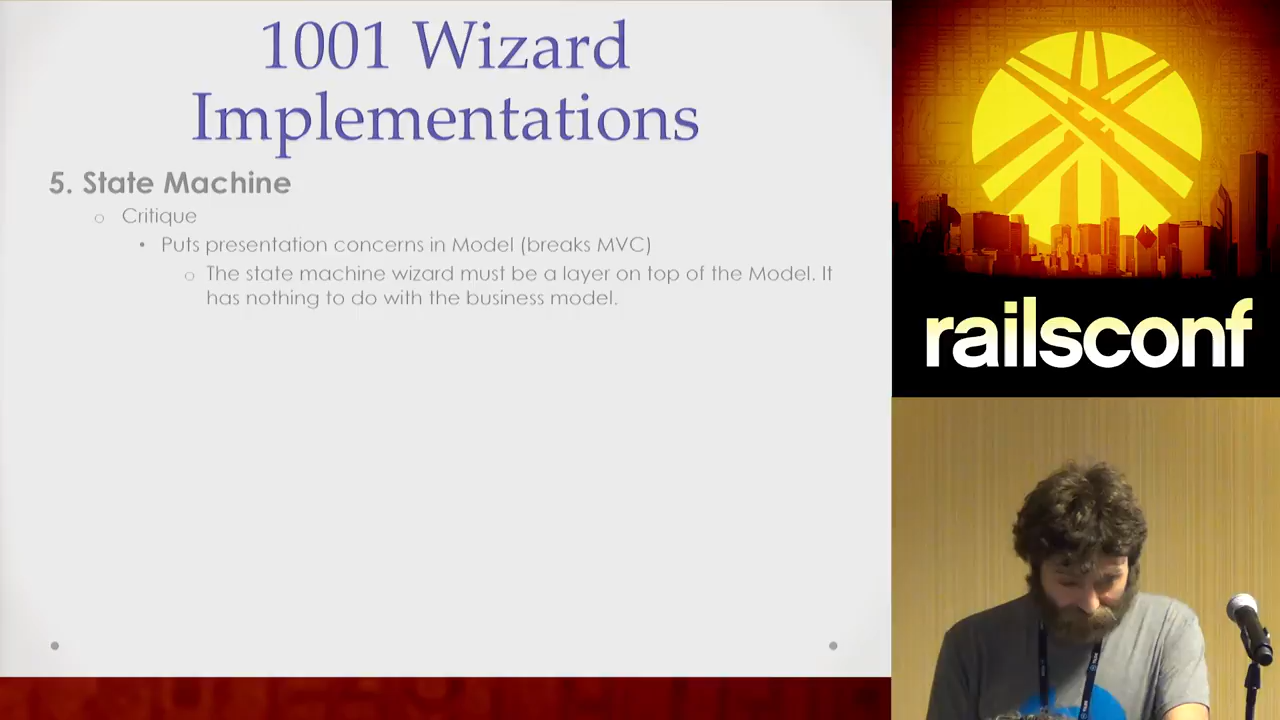 1001 Wizard
Implementations
5. State Machine
Critique
Puts presentation concerns in Model (breaks MVC)
The state machine wizard must be a layer on top of the Model. It
has nothing to do with the business model.
railsconf